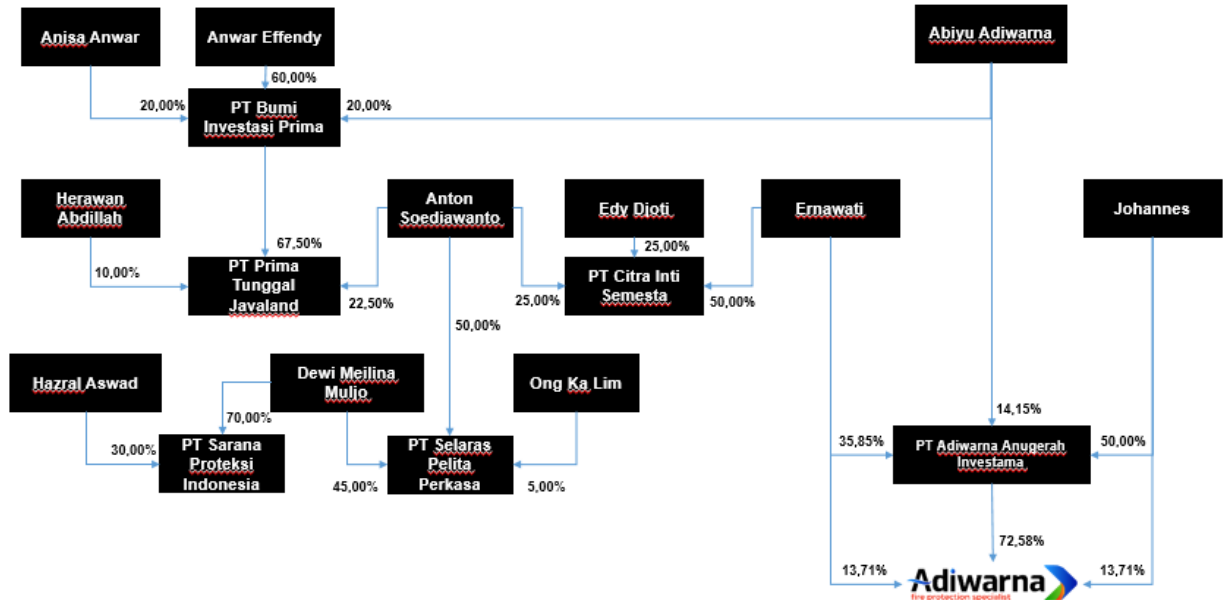 Anisa Anwar
Anwar Effendy
Abiyu Adiwarna
60,00%
20,00%
PT Bumi
Investasi Prima
20,00%
Herawan
Abdillah
Anton
Soediawanto
Edy Djoti
Ernawati
Johannes
67,50%
25,00%
10,00%
PT Prima
Tunggal
Javaland
22,50%
25,00%
PT Citra Inti
Semesta
50,00%
50,00%
Hazral Aswad
Dewi Meilina
Muljo
Ong Ka Lim
70,00%
14,15%
30,00%
PT Sarana
Proteksi
Indonesia
45,00%
PT Selaras
Pelita
Perkasa
5,00%
35,85%
PT Adiwarna Anugerah
Investama
50,00%
72,58%
13,71%
Adiwarna
fire protection specialist
13,71%